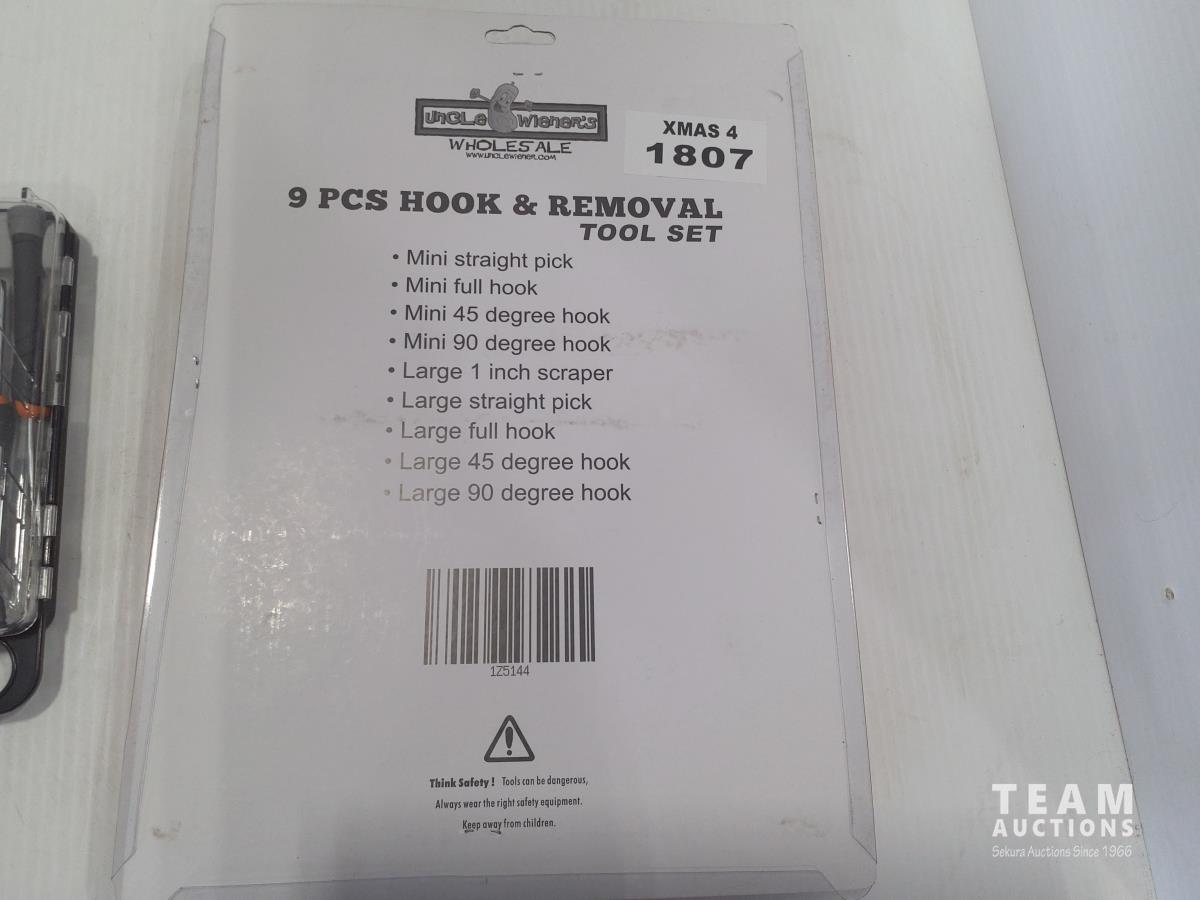 UNCLE WIENER'S
WHOLESALE
www.unclewiener.com
XMAS 4
1807
9 PCS HOOK & REMOVAL
TOOL SET
• Mini straight pick
• Mini full hook
• Mini 45 degree hook
• Mini 90 degree hook
• Large 1 inch scraper
• Large straight pick
• Large full hook
• Large 45 degree hook
• Large 90 degree hook
1Z5144
Think Safety ! Tools can be dangerous,
Always wear the right safety equipment.
Keep away from children.
TEAM
AUCTIONS
Sekura Auctions Since 1966